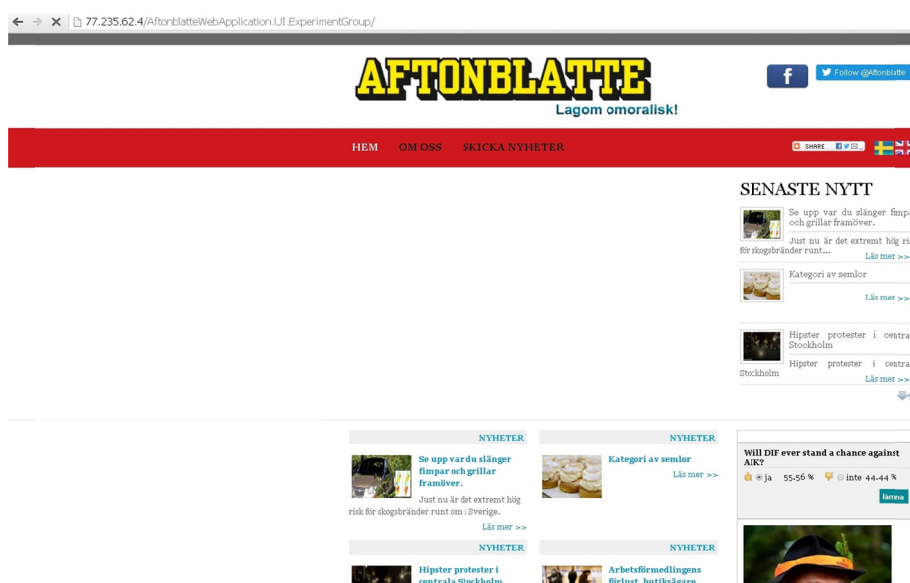 77.235.62.4/AftonblatteWebApplication.UI.ExperimentGroup/
AFTONBLATTE
Lagom omoralisk!
f
Follow @Aftonblatte
HEM OM OSS SKICKA NYHETER
SHARE
SENASTE NYTT
Se upp var du slänger fimpa
och grillar framöver.
Just nu är det extremt hög ri
för skogsbränder runt...
Läs mer >>
Kategori av semlor
Läs mer >>
Hipster protester i centra
Stockholm
Hipster protester i centra
Stockholm
Läs mer >>
NYHETER
Se upp var du slänger
fimpar och grillar
framöver.
Just nu är det extremt hög
risk för skogsbränder runt om i Sverige.
Läs mer >>
NYHETER
Kategori av semlor
Läs mer >>
Will DIF ever stand a chance against
AIK?
ja 55.56 % inte 44.44 %
lämna
NYHETER
Hipster protester i
centrala Stockholm
NYHETER
Arbetsförmedlingens
förlust, butiksägare